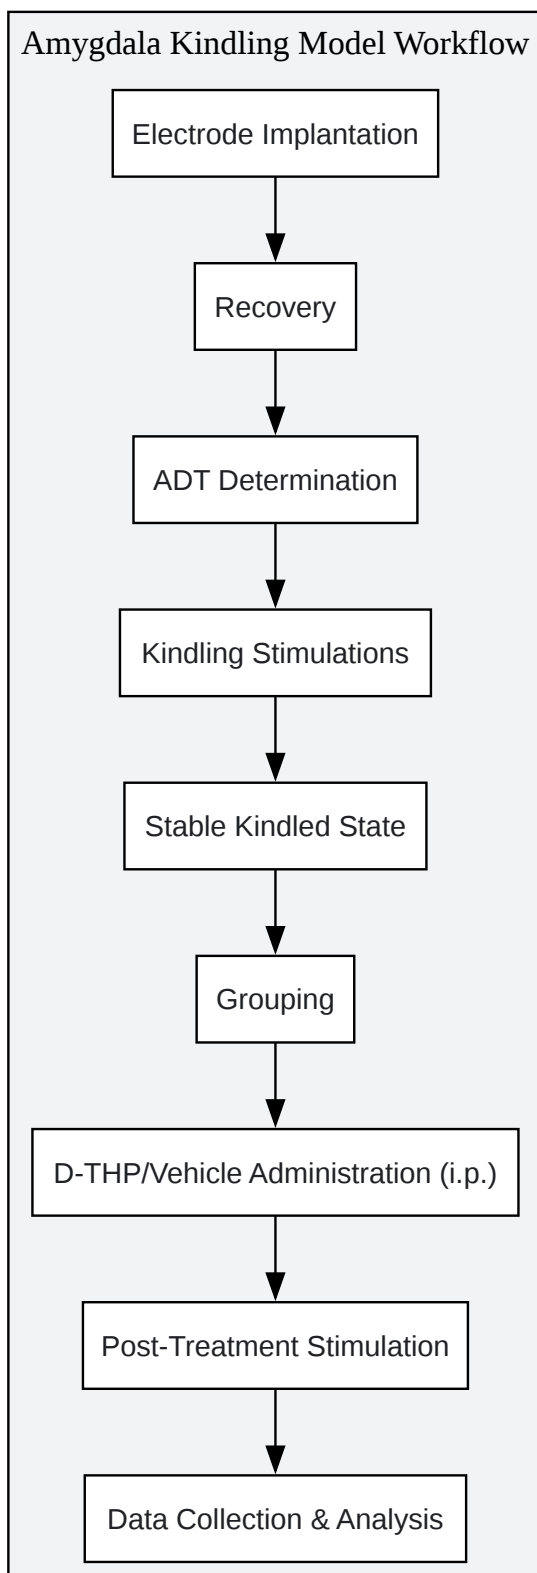 Amygdala Kindling Model Workflow
Electrode Implantation
Recovery
ADT Determination
Kindling Stimulations
Stable Kindled State
Grouping
D-THP/Vehicle Administration (i.p.)
Post-Treatment Stimulation
Data Collection & Analysis